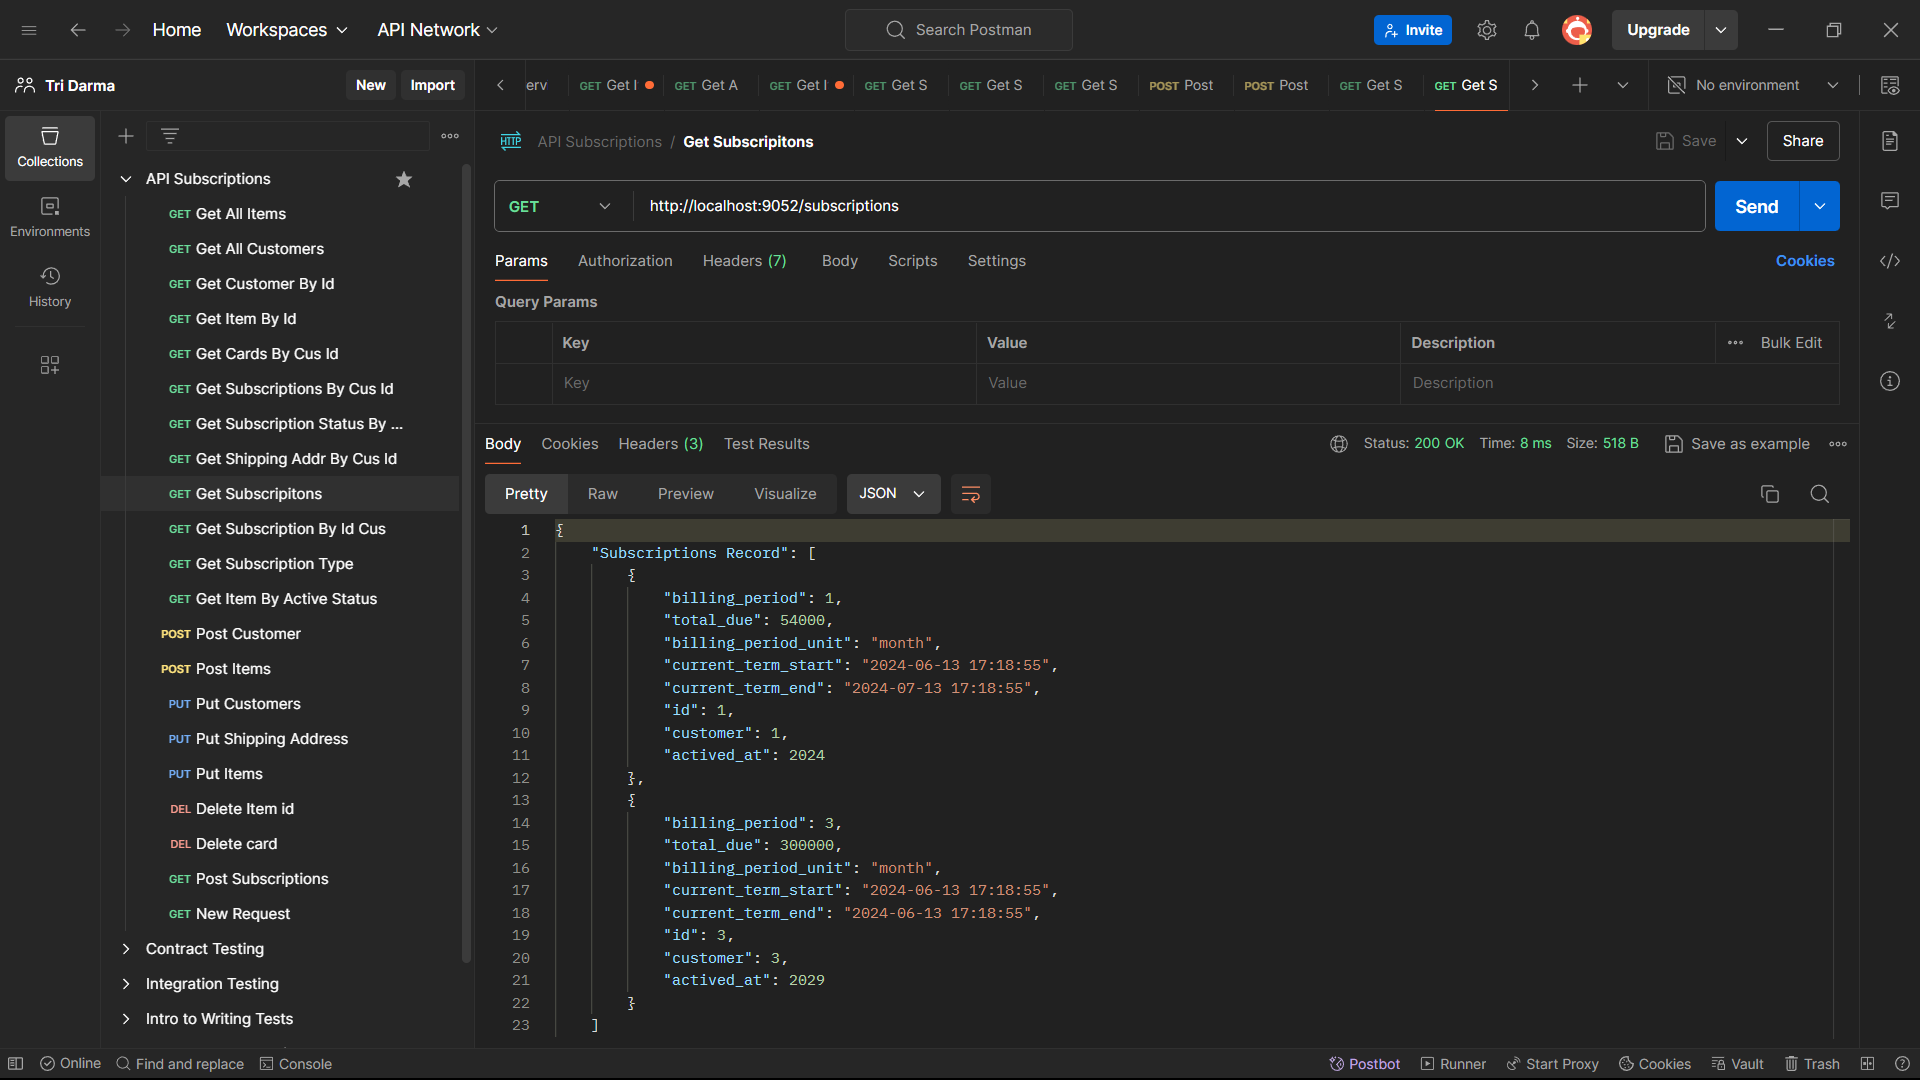 Home
Workspaces
API Network
Search Postman
Invite
Upgrade
Tri Darma
New
Import
erv
GET Get I
GET Get A
GET Get I
GET Get S
GET Get S
GET Get S
POST Post
POST Post
GET Get S
GET Get S
No environment
Collections
Environments
History
API Subscriptions
GET Get All Items
GET Get All Customers
GET Get Customer By Id
GET Get Item By Id
GET Get Cards By Cus Id
GET Get Subscriptions By Cus Id
GET Get Subscription Status By ...
GET Get Shipping Addr By Cus Id
GET Get Subscripitons
GET Get Subscription By Id Cus
GET Get Subscription Type
GET Get Item By Active Status
POST Post Customer
POST Post Items
PUT Put Customers
PUT Put Shipping Address
PUT Put Items
DEL Delete Item id
DEL Delete card
GET Post Subscriptions
GET New Request
Contract Testing
Integration Testing
Intro to Writing Tests
HTTP API Subscriptions / Get Subscripitons
Save
Share
GET http://localhost:9052/subscriptions
Send
Params Authorization Headers (7) Body Scripts Settings Cookies
Query Params
Key Value Description Bulk Edit
Key Value Description
Body Cookies Headers (3) Test Results Status: 200 OK Time: 8 ms Size: 518 B Save as example
Pretty Raw Preview Visualize JSON
1 {
2 "Subscriptions Record": [
3 {
4 "billing_period": 1,
5 "total_due": 54000,
6 "billing_period_unit": "month",
7 "current_term_start": "2024-06-13 17:18:55",
8 "current_term_end": "2024-07-13 17:18:55",
9 "id": 1,
10 "customer": 1,
11 "actived_at": 2024
12 },
13 {
14 "billing_period": 3,
15 "total_due": 300000,
16 "billing_period_unit": "month",
17 "current_term_start": "2024-06-13 17:18:55",
18 "current_term_end": "2024-06-13 17:18:55",
19 "id": 3,
20 "customer": 3,
21 "actived_at": 2029
22 }
23 ]
Online Find and replace Console
Postbot Runner Start Proxy Cookies Vault Trash